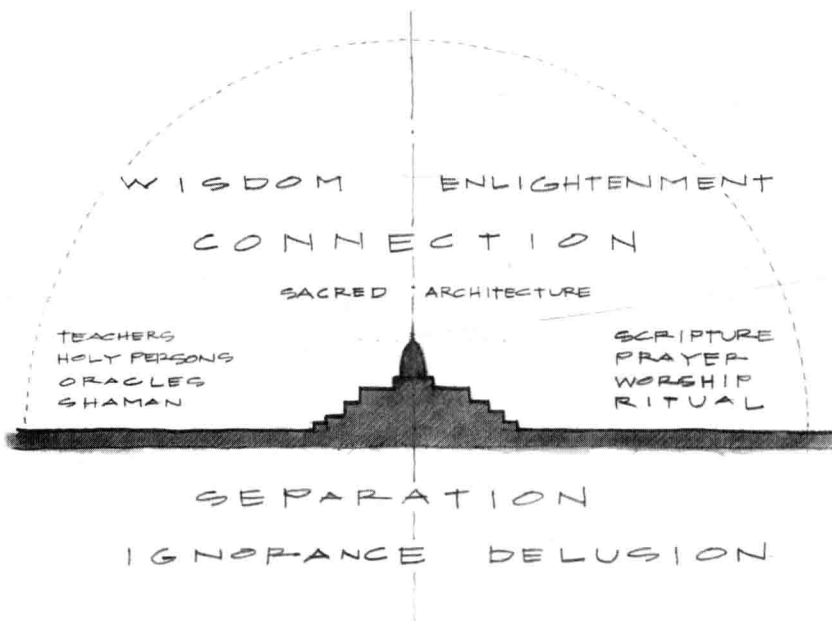 WISDOM ENLIGHTENMENT
CONNECTION
SACRED ARCHITECTURE
TEACHERS
HOLY PERSONS
ORACLES
SHAMAN
SCRIPTURE
PRAYER
WORSHIP
RITUAL
SEPARATION
IGNORANCE DELUSION